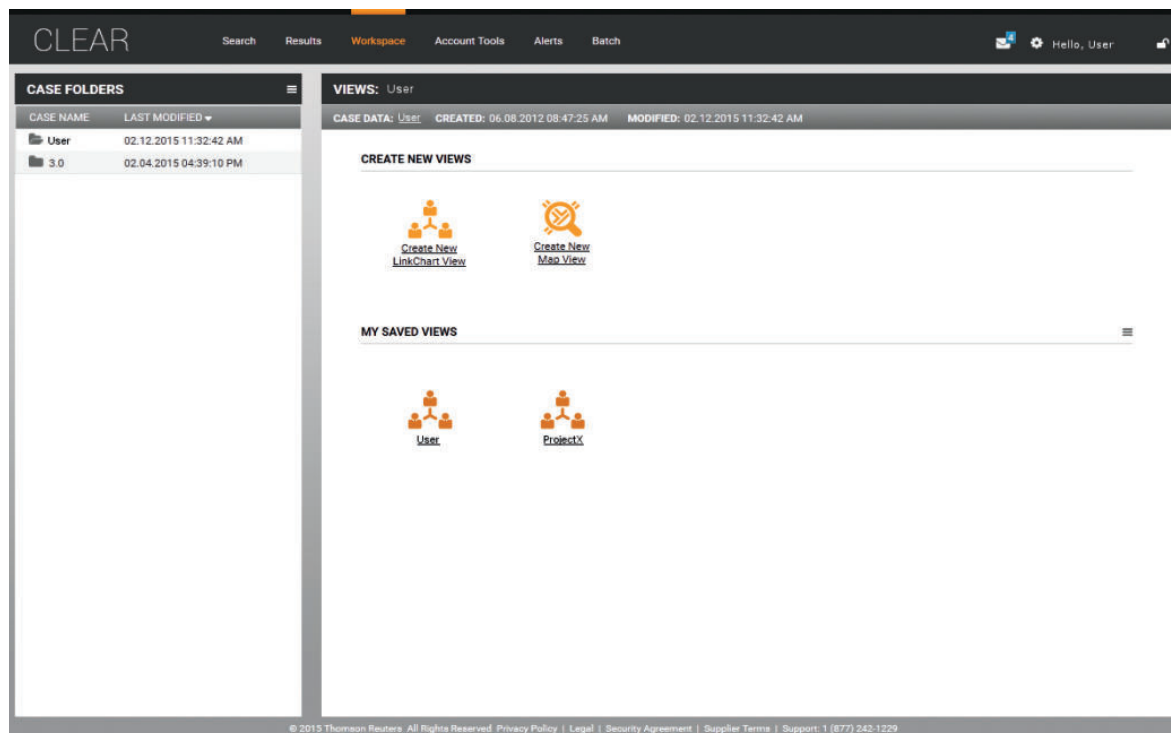 CLEAR
Search Results Workspace Account Tools Alerts Batch
4 Hello, User
CASE FOLDERS
CASE NAME LAST MODIFIED
User 02.12.2015 11:32:42 AM
3.0 02.04.2015 04:39:10 PM
VIEWS: User
CASE DATA: User CREATED: 06.08.2012 08:47:25 AM MODIFIED: 02.12.2015 11:32:42 AM
CREATE NEW VIEWS
Create New
LinkChart View
Create New
Map View
MY SAVED VIEWS
User
ProjectX
© 2015 Thomson Reuters All Rights Reserved Privacy Policy | Legal | Security Agreement | Supplier Terms | Support: 1 (877) 242-1229